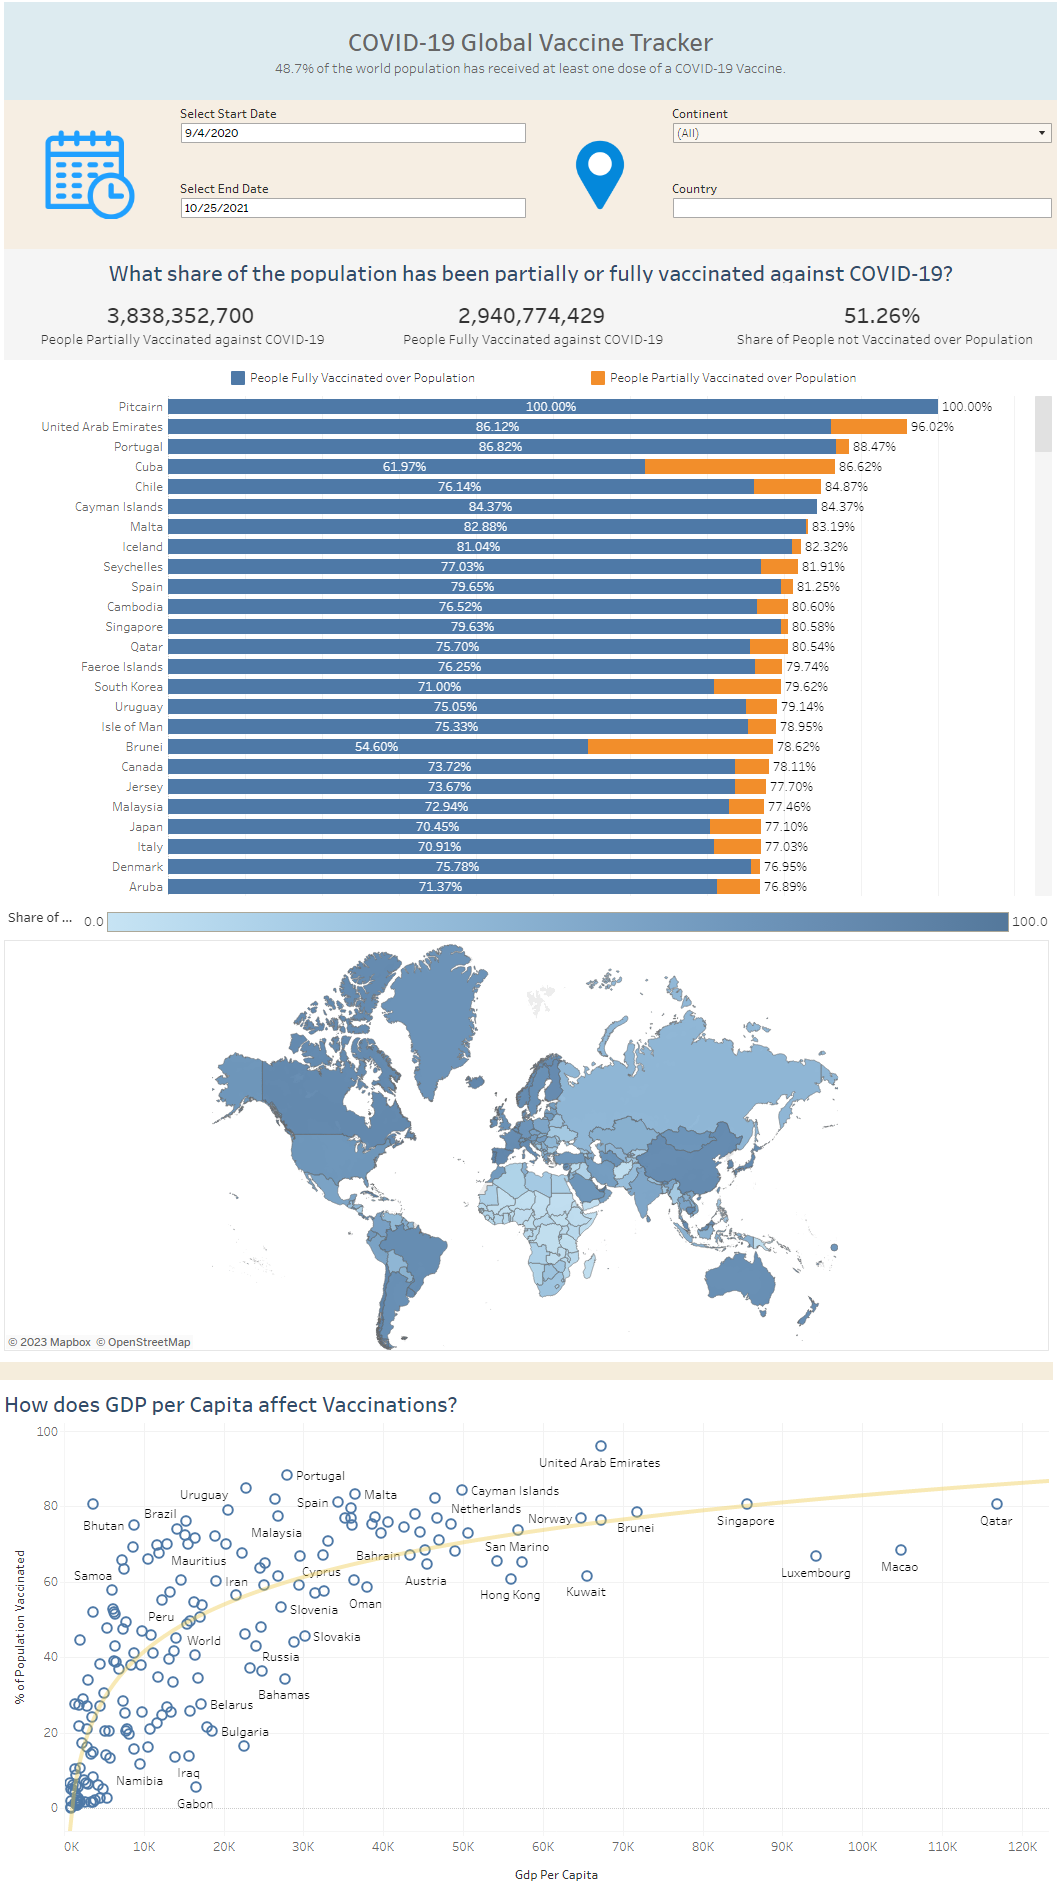 COVID-19 Global Vaccine Tracker
48.7% of the world population has received at least one dose of a COVID-19 Vaccine.
Select Start Date
9/4/2020
Select End Date
10/25/2021
Continent
(All)
Country
What share of the population has been partially or fully vaccinated against COVID-19?
3,838,352,700
People Partially Vaccinated against COVID-19
2,940,774,429
People Fully Vaccinated against COVID-19
51.26%
Share of People not Vaccinated over Population
People Fully Vaccinated over Population
People Partially Vaccinated over Population
Pitcairn 100.00% 100.00%
United Arab Emirates 86.12% 96.02%
Portugal 86.82% 88.47%
Cuba 61.97% 86.62%
Chile 76.14% 84.87%
Cayman Islands 84.37% 84.37%
Malta 82.88% 83.19%
Iceland 81.04% 82.32%
Seychelles 77.03% 81.91%
Spain 79.65% 81.25%
Cambodia 76.52% 80.60%
Singapore 79.63% 80.58%
Qatar 75.70% 80.54%
Faeroe Islands 76.25% 79.74%
South Korea 71.00% 79.62%
Uruguay 75.05% 79.14%
Isle of Man 75.33% 78.95%
Brunei 54.60% 78.62%
Canada 73.72% 78.11%
Jersey 73.67% 77.70%
Malaysia 72.94% 77.46%
Japan 70.45% 77.10%
Italy 70.91% 77.03%
Denmark 75.78% 76.95%
Aruba 71.37% 76.89%
Share of ... 0.0 100.0
© 2023 Mapbox © OpenStreetMap
How does GDP per Capita affect Vaccinations?
% of Population Vaccinated
100
80
60
40
20
0
United Arab Emirates
Portugal
Uruguay
Malta
Cayman Islands
Spain
Brazil
Netherlands
Norway
Singapore
Qatar
Bhutan
Malaysia
Brunei
San Marino
Bahrain
Mauritius
Macao
Samoa
Cyprus
Luxembourg
Iran
Austria
Kuwait
Hong Kong
Oman
Slovenia
Peru
World
Slovakia
Russia
Bahamas
Belarus
Bulgaria
Iraq
Namibia
Gabon
0K 10K 20K 30K 40K 50K 60K 70K 80K 90K 100K 110K 120K
Gdp Per Capita